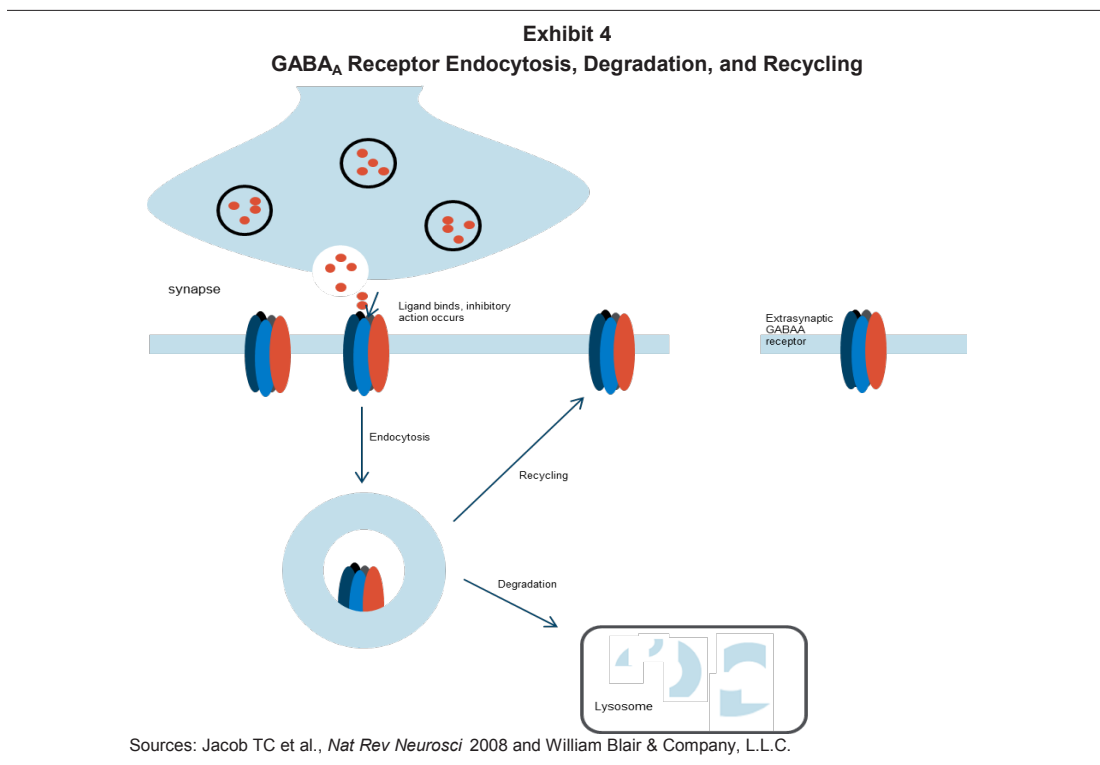 Exhibit 4
GABAA Receptor Endocytosis, Degradation, and Recycling
synapse
Ligand binds, inhibitory
action occurs
Extrasynaptic
GABAA
receptor
Endocytosis
Recycling
Degradation
Lysosome
Sources: Jacob TC et al., Nat Rev Neurosci 2008 and William Blair & Company, L.L.C.